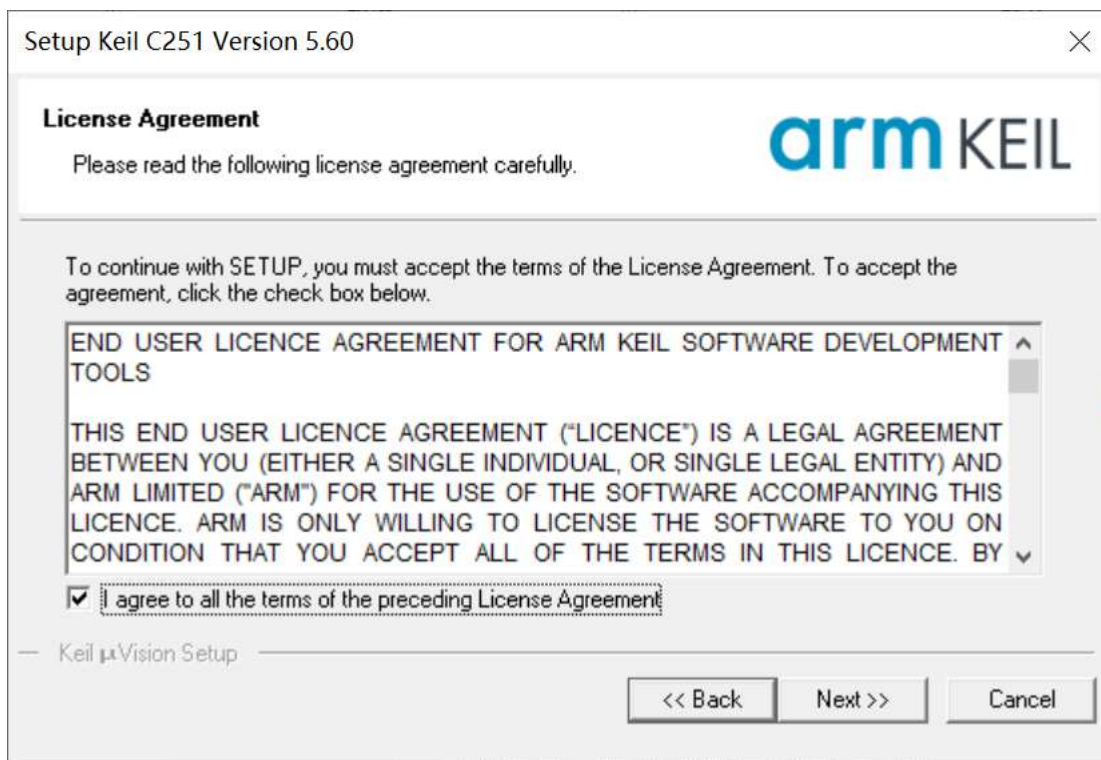 Setup Keil C251 Version 5.60
License Agreement
Please read the following license agreement carefully.
arm KEIL
To continue with SETUP, you must accept the terms of the License Agreement. To accept the
agreement, click the check box below.
END USER LICENCE AGREEMENT FOR ARM KEIL SOFTWARE DEVELOPMENT
TOOLS
THIS END USER LICENCE AGREEMENT (“LICENCE”) IS A LEGAL AGREEMENT
BETWEEN YOU (EITHER A SINGLE INDIVIDUAL, OR SINGLE LEGAL ENTITY) AND
ARM LIMITED ("ARM") FOR THE USE OF THE SOFTWARE ACCOMPANYING THIS
LICENCE. ARM IS ONLY WILLING TO LICENSE THE SOFTWARE TO YOU ON
CONDITION THAT YOU ACCEPT ALL OF THE TERMS IN THIS LICENCE. BY
I agree to all the terms of the preceding License Agreement
Keil µVision Setup
<< Back Next >> Cancel